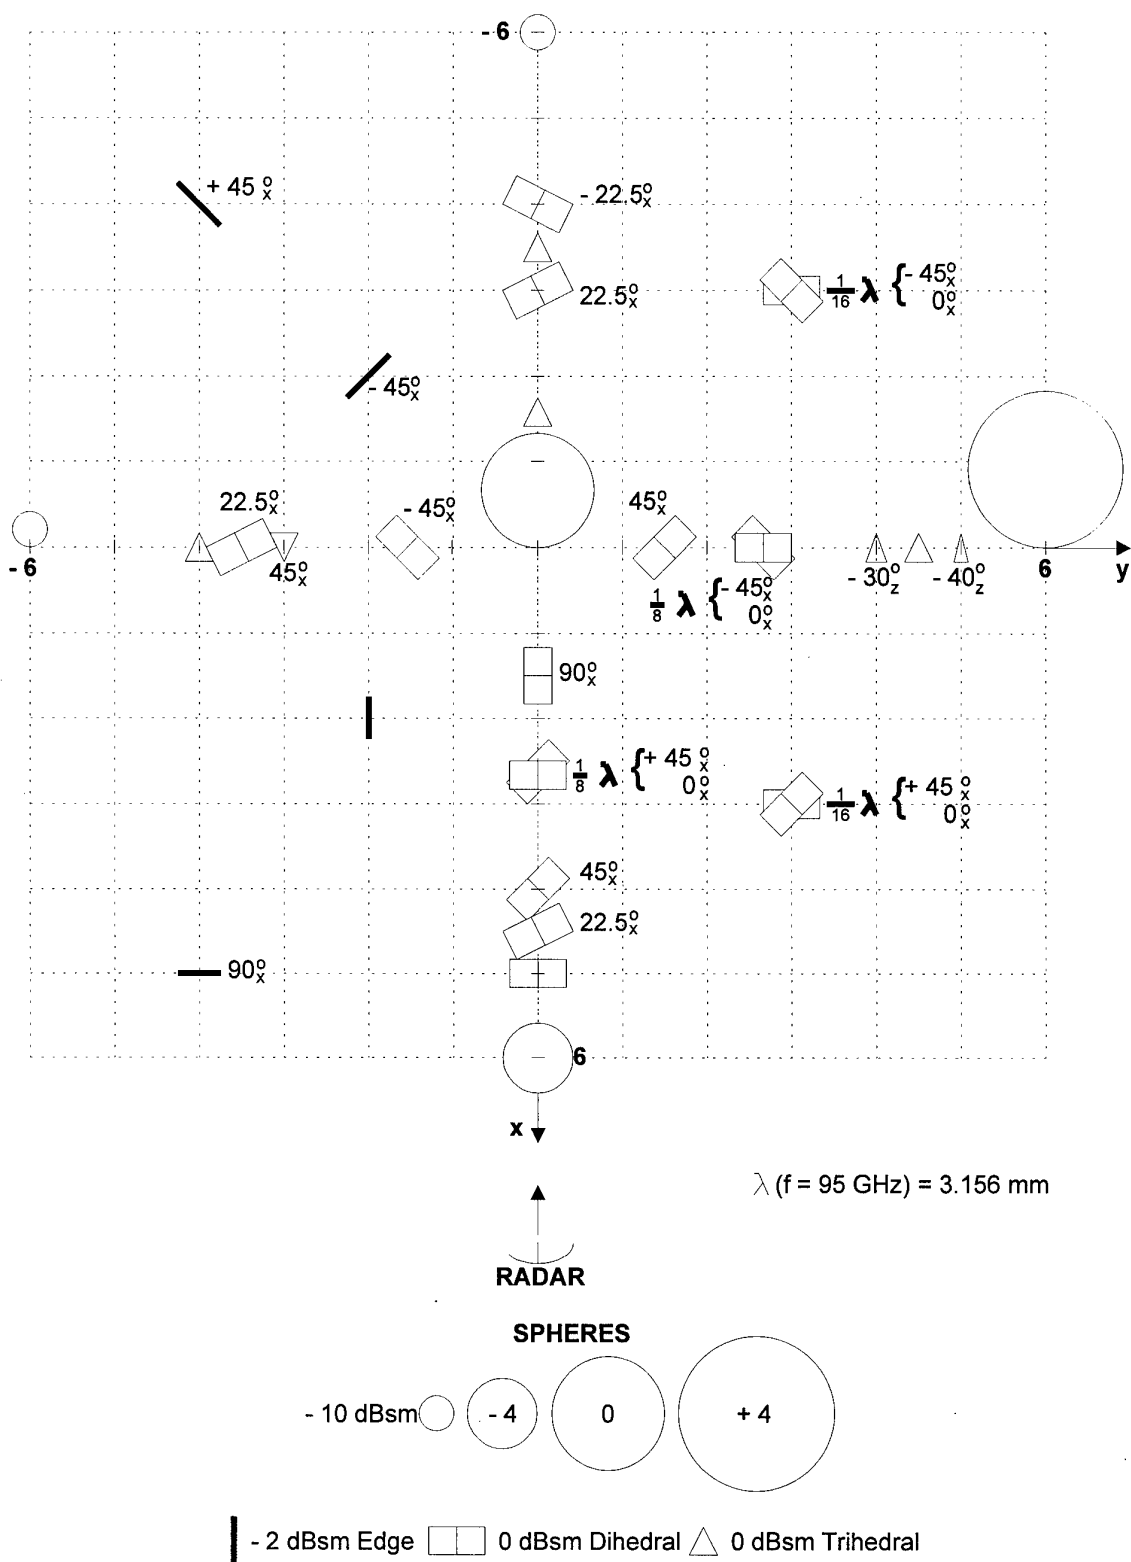 - 6
+ 45°x
- 22.5°x
22.5°x
1/16 λ { - 45°x
0°x
- 45°x
22.5°x
- 45°x
45°x
- 6
45°x
- 30°z
- 40°z
6
y
1/8 λ { - 45°x
0°x
90°x
1/8 λ { + 45°x
0°x
1/16 λ { + 45°x
0°x
45°x
22.5°x
90°x
6
x
λ (f = 95 GHz) = 3.156 mm
RADAR
SPHERES
- 10 dBsm - 4 0 + 4
- 2 dBsm Edge 0 dBsm Dihedral 0 dBsm Trihedral